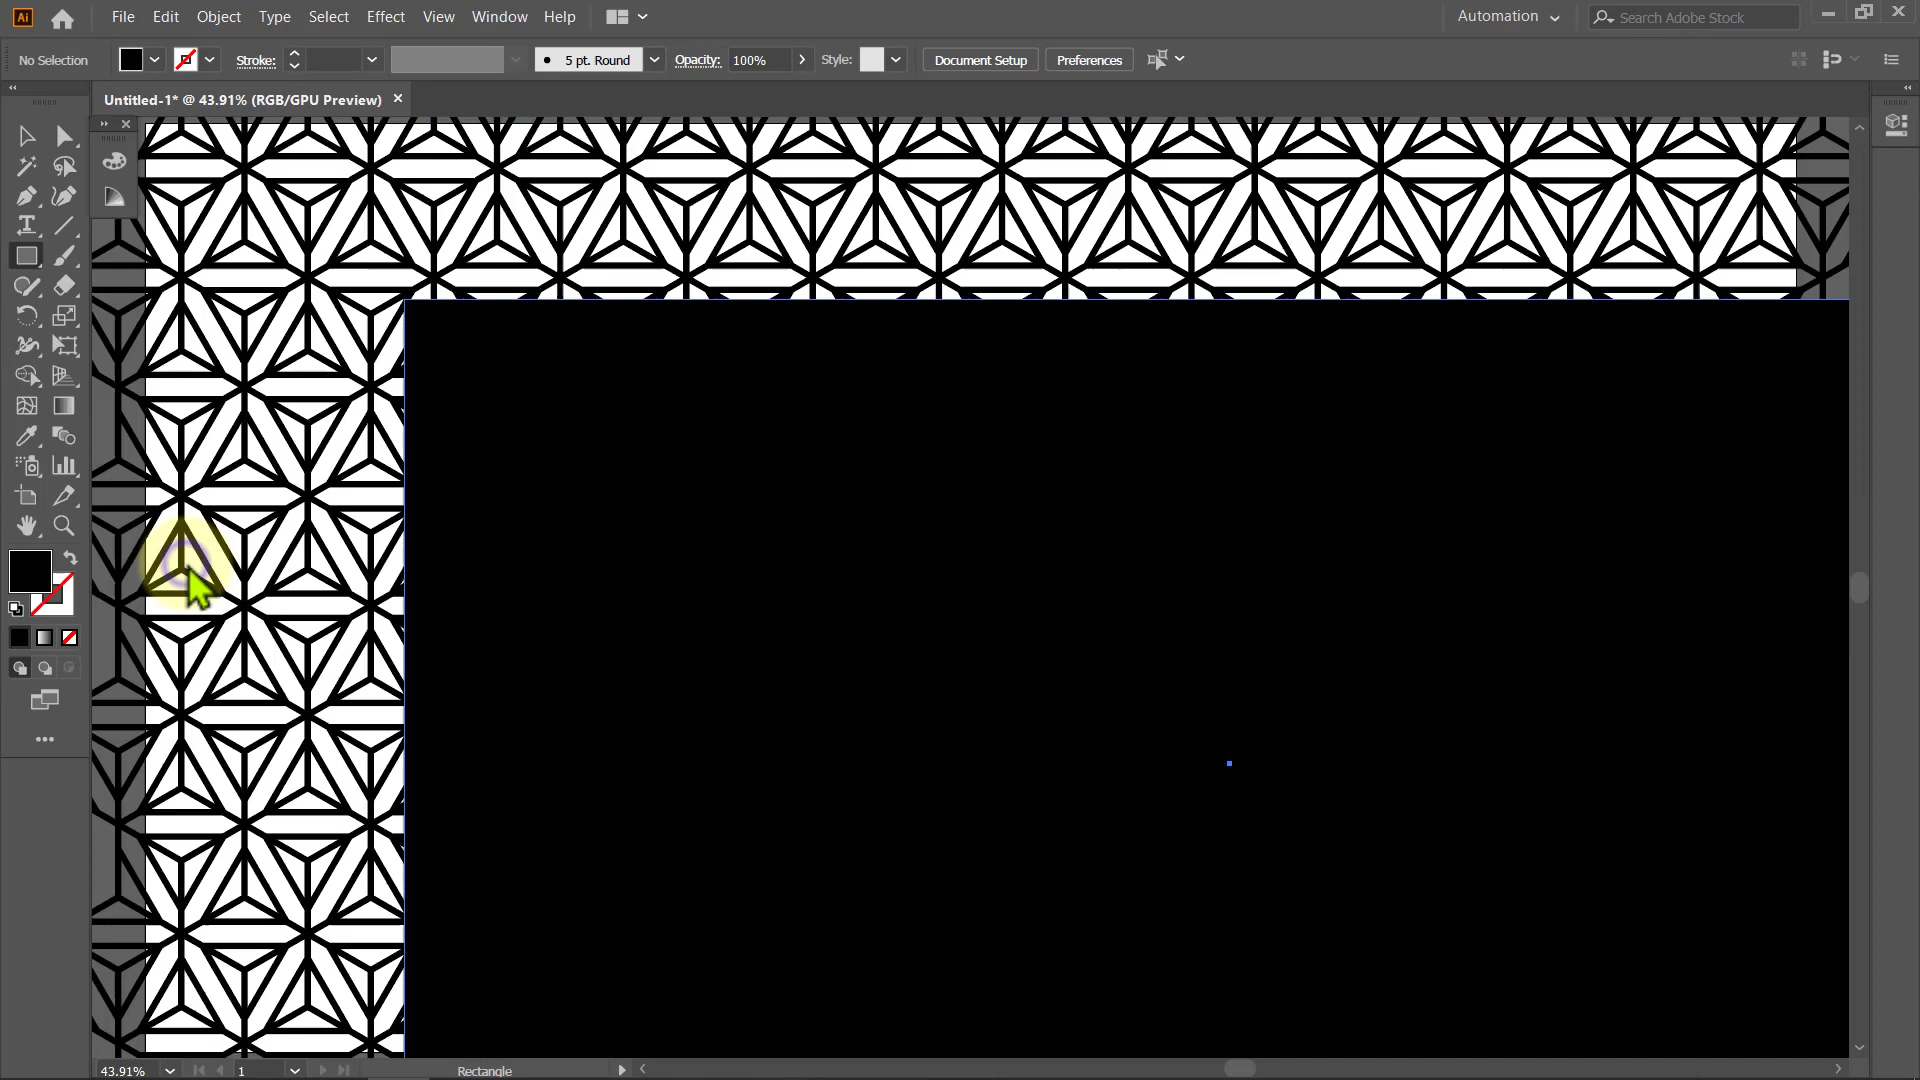 Ai File Edit Object Type Select Effect View Window Help Automation Search Adobe Stock
No Selection Stroke: 5 pt. Round Opacity: 100% Style: Document Setup Preferences
Untitled-1* @ 43.91% (RGB/GPU Preview)
43.91% 1 Rectangle